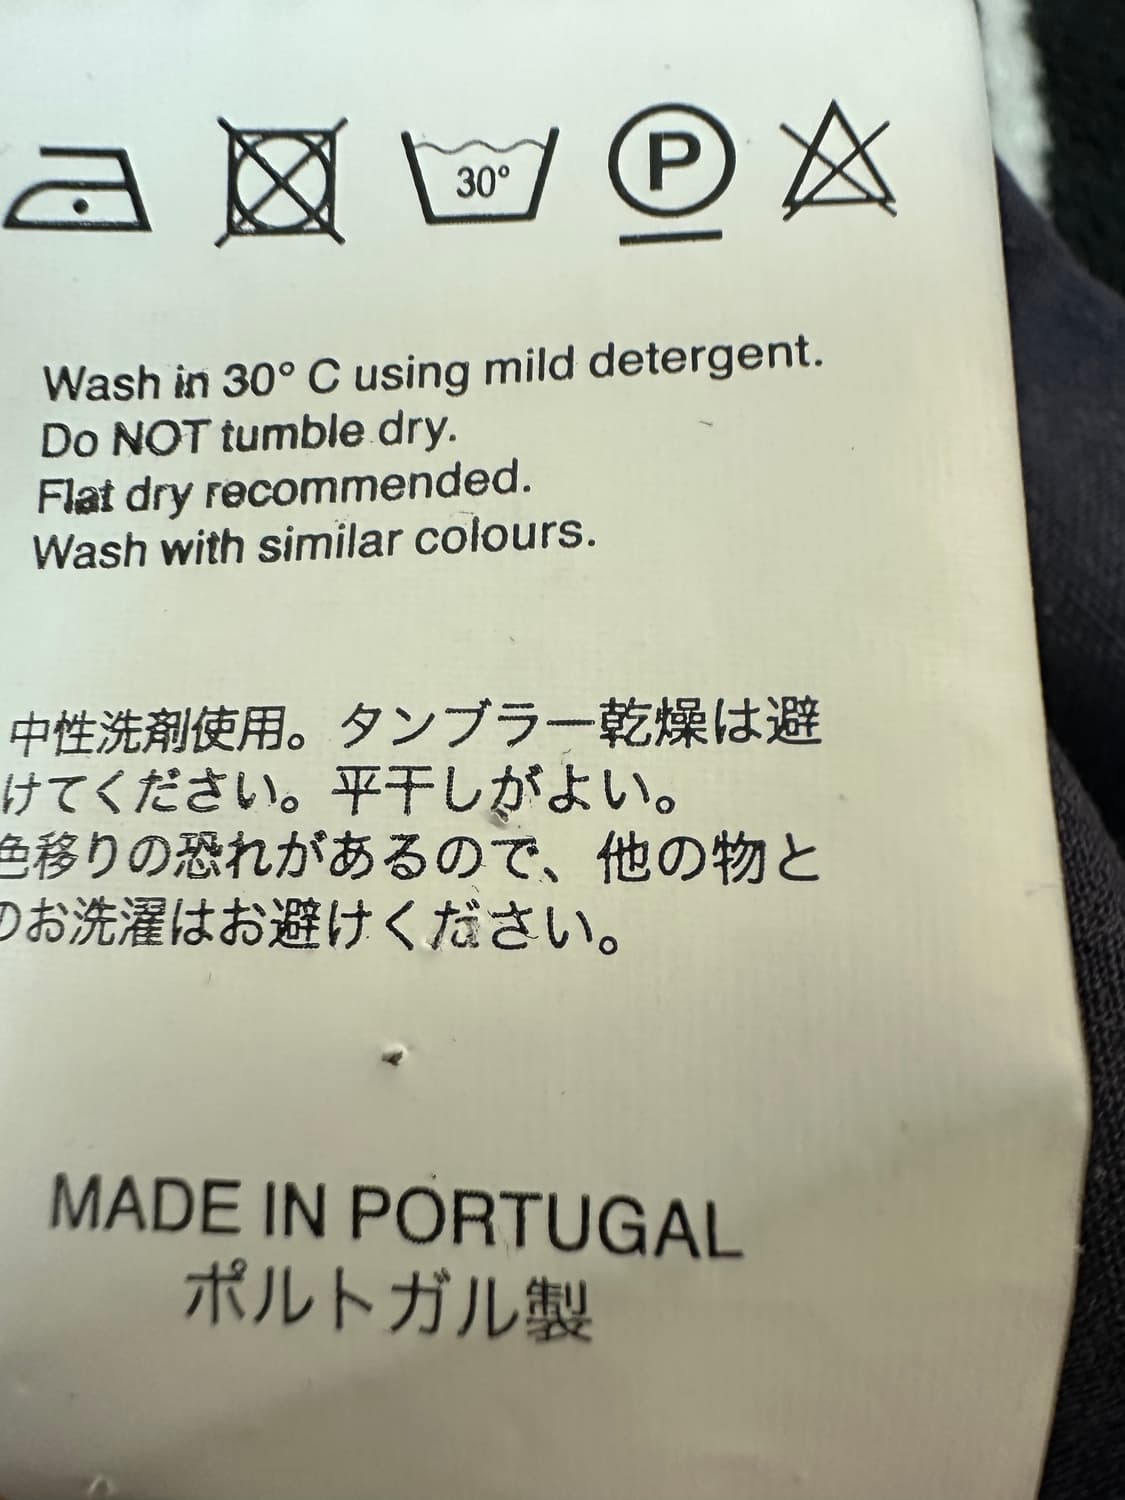 30°
P
Wash in 30° C using mild detergent.
Do NOT tumble dry.
Flat dry recommended.
Wash with similar colours.
中性洗剤使用。タンブラー乾燥は避
けてください。平干しがよい。
色移りの恐れがあるので、他の物と
のお洗濯はお避けください。
MADE IN PORTUGAL
ポルトガル製